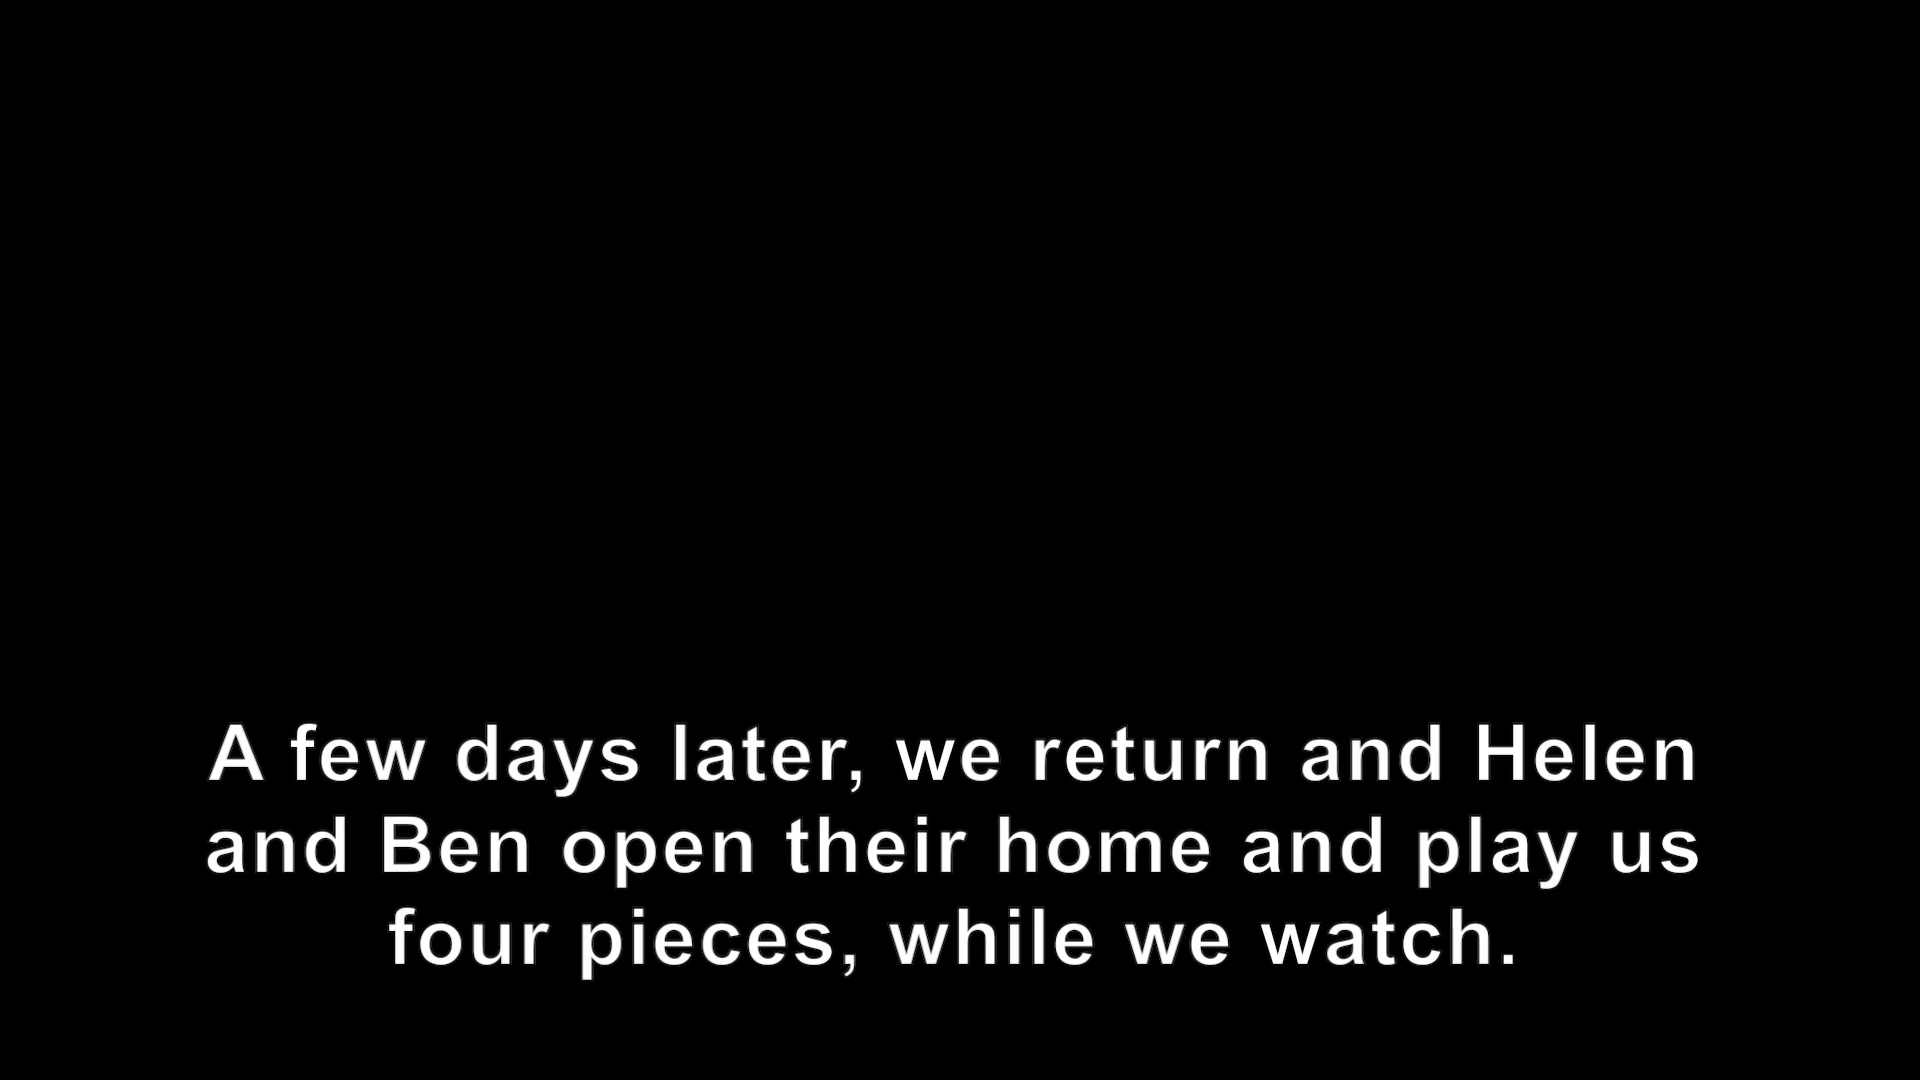 A few days later, we return and Helen
and Ben open their home and play us
four pieces, while we watch.